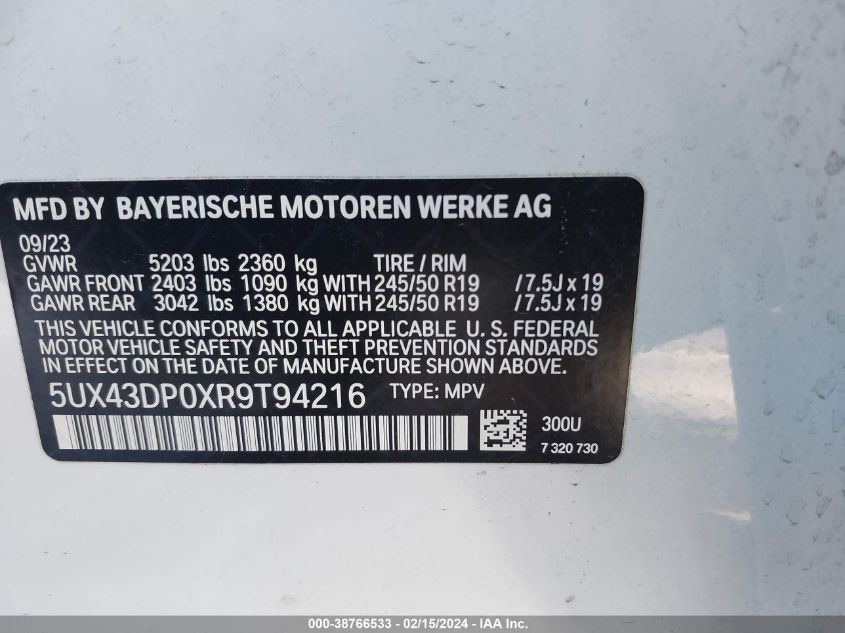 MFD BY BAYERISCHE MOTOREN WERKE AG
09/23
GVWR 5203 lbs 2360 kg TIRE / RIM
GAWR FRONT 2403 lbs 1090 kg WITH 245/50 R19 / 7.5J x 19
GAWR REAR 3042 lbs 1380 kg WITH 245/50 R19 / 7.5J x 19
THIS VEHICLE CONFORMS TO ALL APPLICABLE U. S. FEDERAL
MOTOR VEHICLE SAFETY AND THEFT PREVENTION STANDARDS
IN EFFECT ON THE DATE OF MANUFACTURE SHOWN ABOVE.
5UX43DP0XR9T94216 TYPE: MPV
300U
7 320 730
000-38766533 - 02/15/2024 - IAA Inc.